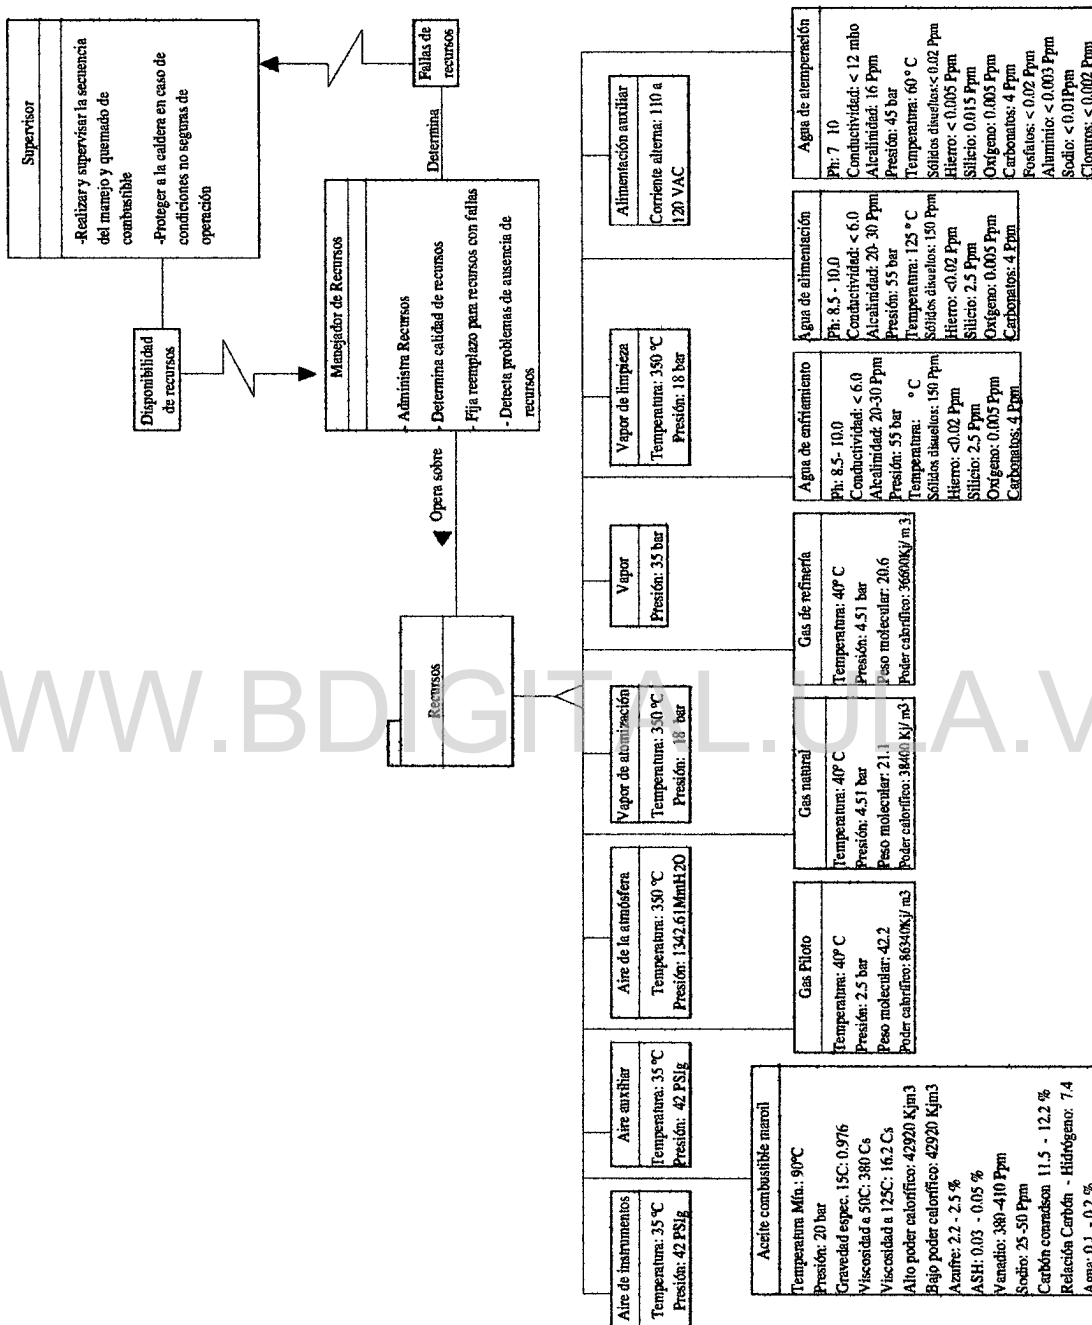 Supervisor
-Realizar y supervisar la secuencia
del manejo y quemado de
combustible
-Proteger a la caldera en caso de
condiciones no seguras de
operación
Fallas de
recursos
Determina
Disponibilidad
de recursos
Manejador de Recursos
- Administra Recursos
- Determina calidad de recursos
- Fija reemplazo para recursos con fallas
- Detecta problemas de ausencia de
recursos
Opera sobre
Recursos
Aire de instrumentos
Temperatura: 35 °C
Presión: 42 PSIg
Aire auxiliar
Temperatura: 35 °C
Presión: 42 PSIg
Aire de la atmósfera
Temperatura: 350 °C
Presión: 1342.61MmH2O
Vapor de atomización
Temperatura: 350 °C
Presión: 18 bar
Vapor
Presión: 35 bar
Vapor de limpieza
Temperatura: 350 °C
Presión: 18 bar
Alimentación auxiliar
Corriente alterna: 110 a
120 VAC
Aceite combustible maroil
Temperatura Mín.: 90°C
Presión: 20 bar
Gravedad espec. 15C: 0.976
Viscosidad a 50C: 380 Cs
Viscosidad a 125C: 16.2 Cs
Alto poder calorífico: 42920 Kjm3
Bajo poder calorífico: 42920 Kjm3
Azufre: 2.2 - 2.5 %
ASH: 0.03 - 0.05 %
Vanadio: 380-410 Ppm
Sodio: 25 -50 Ppm
Carbón conradson 11.5 - 12.2 %
Relación Carbón - Hidrógeno: 7.4
Agua: 0.1 - 0.2 %
Gas Piloto
Temperatura: 40° C
Presión: 2.5 bar
Peso molecular: 42.2
Poder calorífico: 86340Kj/ m3
Gas natural
Temperatura: 40° C
Presión: 4.51 bar
Peso molecular: 21.1
Poder calorífico: 38400 Kj/ m3
Gas de refinería
Temperatura: 40° C
Presión: 4.51 bar
Peso molecular: 20.6
Poder calorífico: 36600Kj/ m 3
Agua de enfriamiento
Ph: 8.5- 10.0
Conductividad: < 6.0
Alcalinidad: 20-30 Ppm
Presión: 55 bar
Temperatura: °C
Sólidos disueltos: 150 Ppm
Hierro: <0.02 Ppm
Silicio: 2.5 Ppm
Oxígeno: 0.005 Ppm
Carbonatos: 4 Ppm
Agua de alimentación
Ph: 8.5 - 10.0
Conductividad: < 6.0
Alcalinidad: 20- 30 Ppm
Presión: 55 bar
Temperatura: 125 °C
Sólidos disueltos: 150 Ppm
Hierro: <0.02 Ppm
Silicio: 2.5 Ppm
Oxígeno: 0.005 Ppm
Carbonatos: 4 Ppm
Agua de atemperación
Ph: 7 10
Conductividad: < 12 mho
Alcalinidad: 16 Ppm
Presión: 45 bar
Temperatura: 60° C
Sólidos disueltos:< 0.02 Ppm
Hierro: < 0.005 Ppm
Silicio: 0.015 Ppm
Oxígeno: 0.005 Ppm
Carbonatos: 4 Ppm
Fosfatos: < 0.02 Ppm
Aluminio: < 0.003 Ppm
Sodio: < 0.01Ppm
Cloruros: < 0.002 Ppm
WW.BDIGITAL.ULA.V